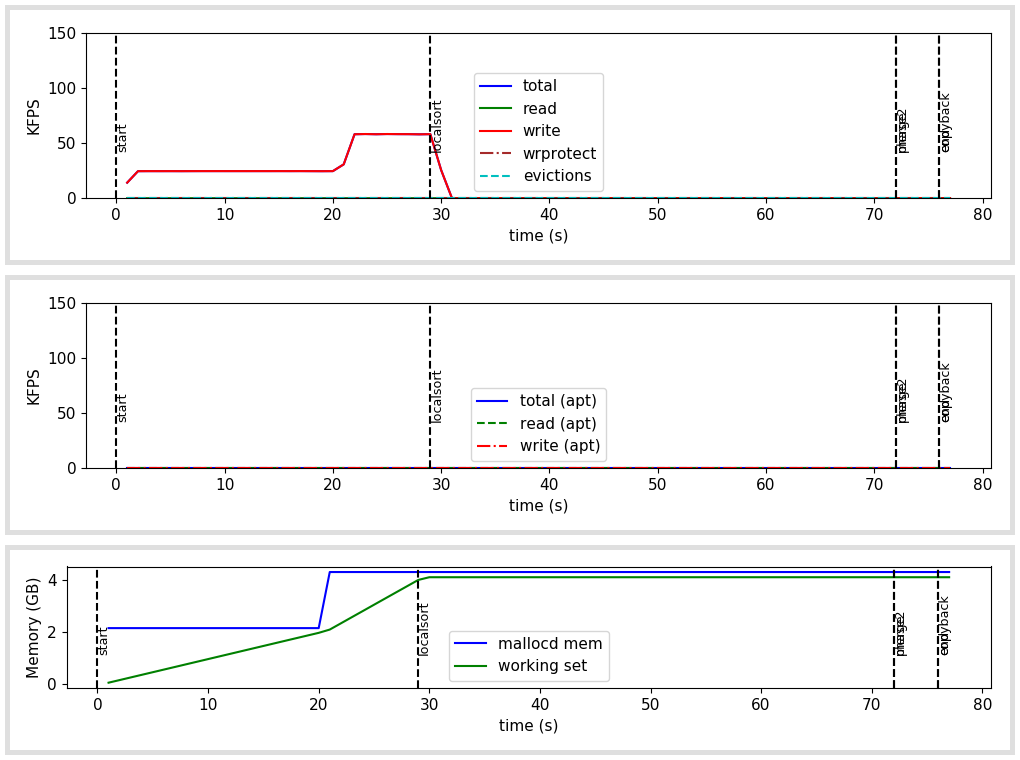 150
100
50
0
KFPS
start
localsort
copyback
total
read
write
wrprotect
evictions
0 10 20 30 40 50 60 70 80
time (s)
150
100
50
0
KFPS
start
localsort
copyback
total (apt)
read (apt)
write (apt)
0 10 20 30 40 50 60 70 80
time (s)
4
2
0
Memory (GB)
start
localsort
copyback
mallocd mem
working set
0 10 20 30 40 50 60 70 80
time (s)